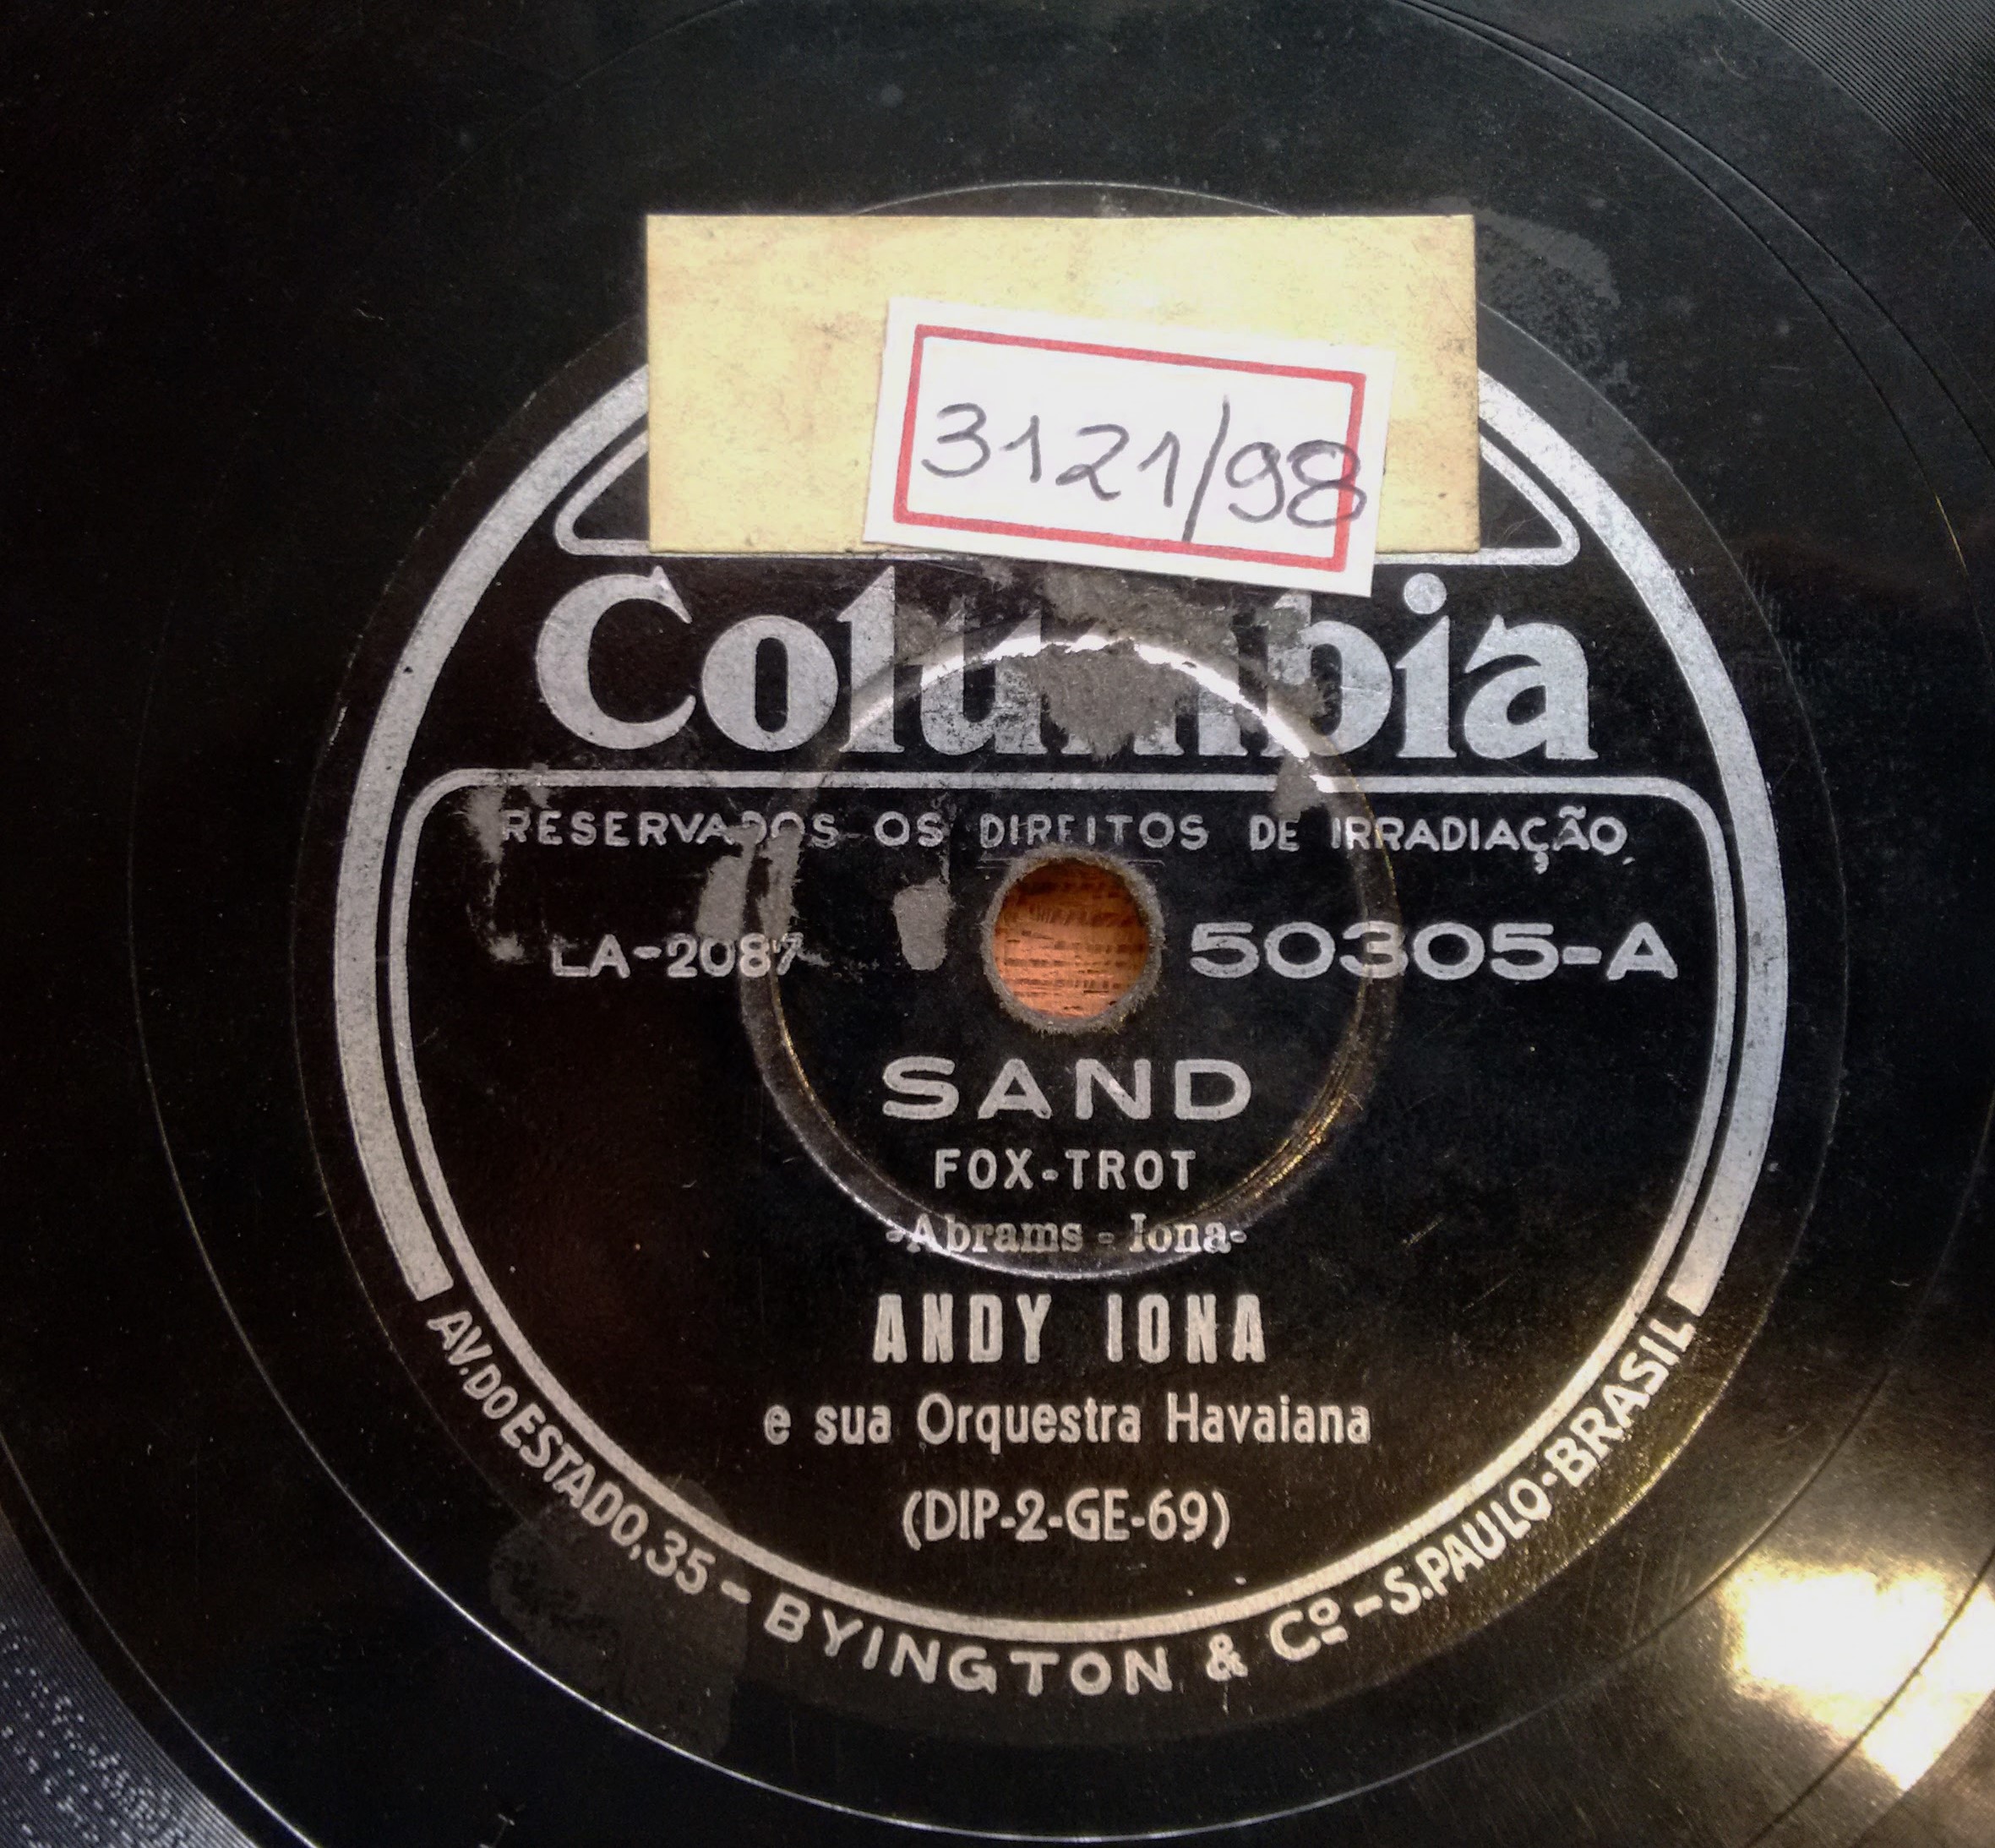 3121/98
Columbia
RESERVADOS OS DIREITOS DE IRRADIAÇÃO
LA-2087
50305-A
SAND
FOX-TROT
-Abrams - Iona-
ANDY IONA
e sua Orquestra Havaiana
(DIP-2-GE-69)
AV. DO ESTADO, 35 - BYINGTON & Cº - S. PAULO - BRASIL